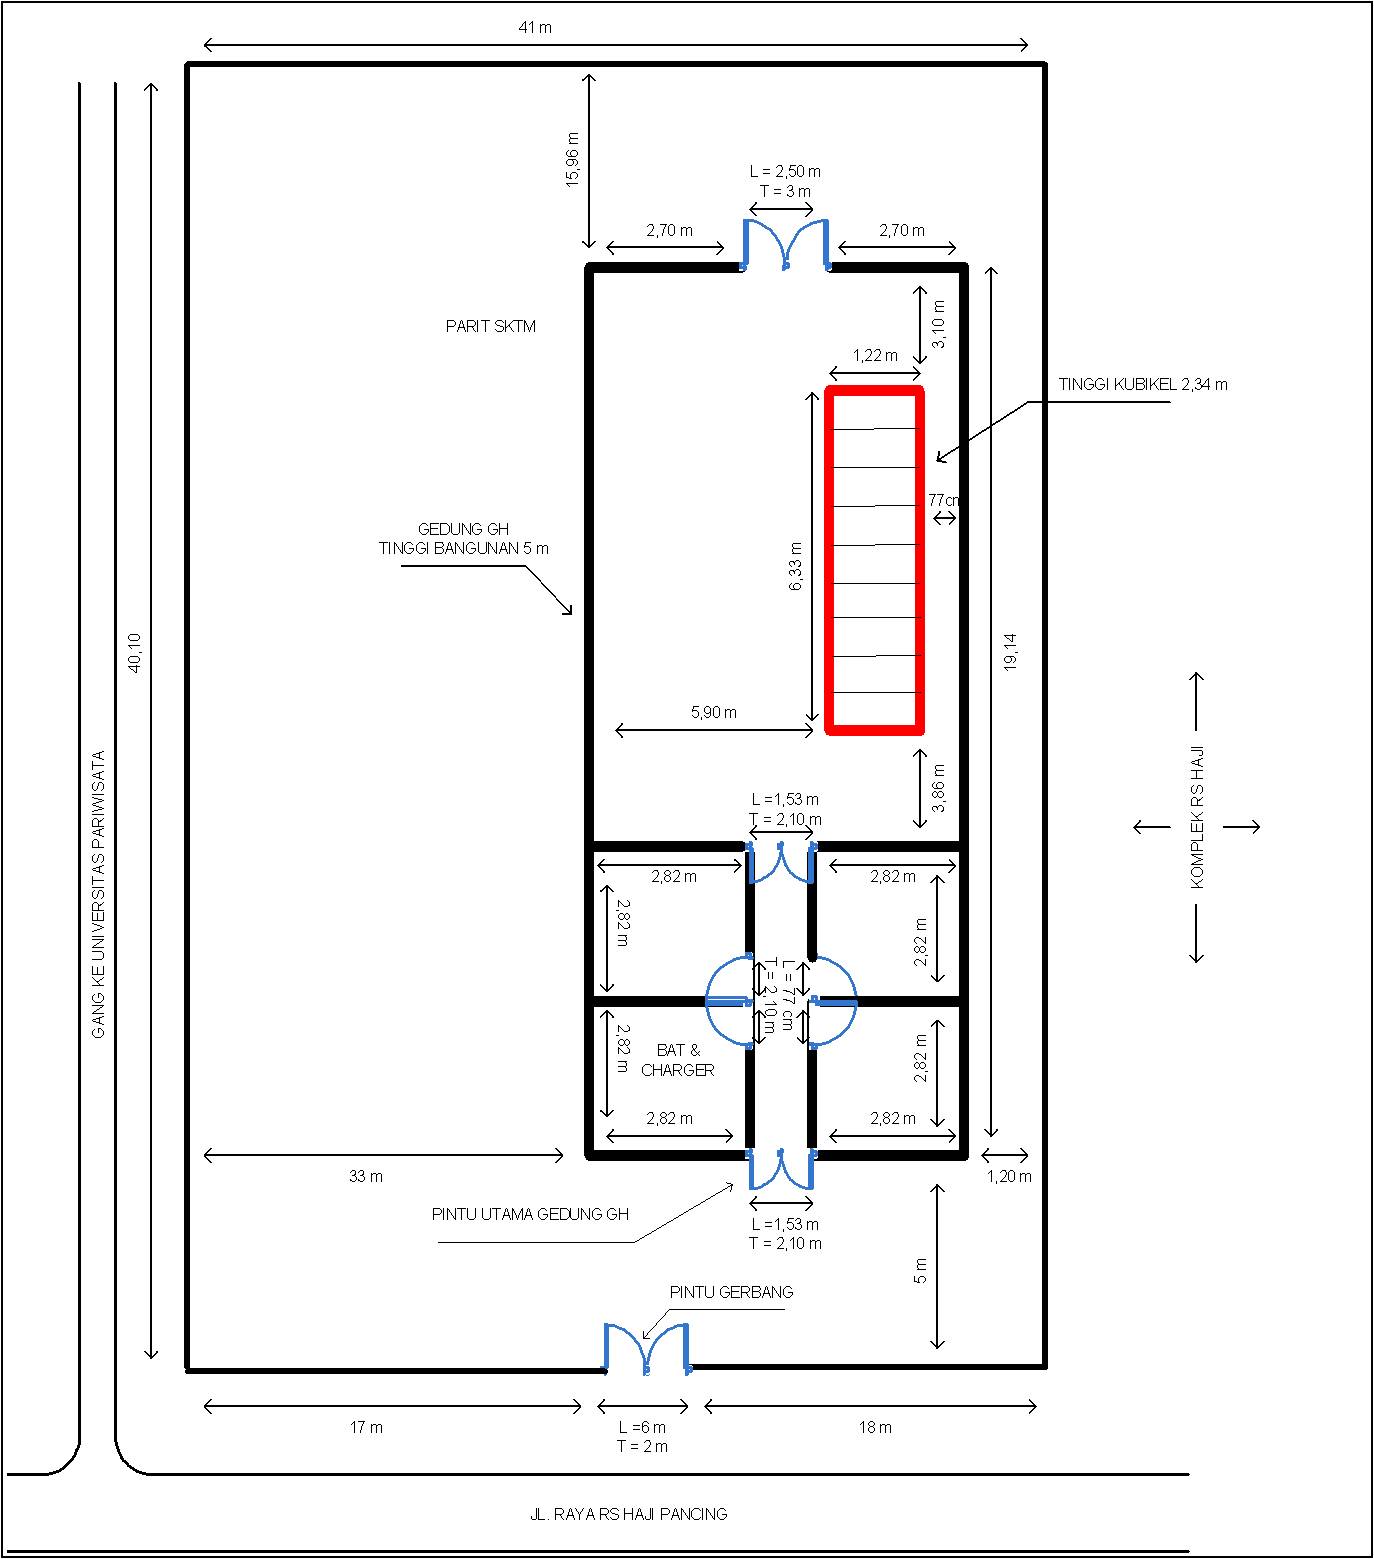 41 m
15,96 m
L = 2,50 m
T = 3 m
2,70 m
2,70 m
PARIT SKTM
3,10 m
1,22 m
TINGGI KUBIKEL 2,34 m
77cm
GEDUNG GH
TINGGI BANGUNAN 5 m
6,33 m
40,10
19,14
5,90 m
3,86 m
KOMPLEK RS HAJI
GANG KE UNIVERSITAS PARIWISATA
L =1,53 m
T = 2,10 m
2,82 m
2,82 m
2,82 m
2,82 m
L = 77 cm
T = 2,10 m
2,82 m
2,82 m
BAT &
CHARGER
2,82 m
2,82 m
33 m
1,20 m
PINTU UTAMA GEDUNG GH
L =1,53 m
T = 2,10 m
5 m
PINTU GERBANG
17 m
L =6 m
T = 2 m
18 m
JL. RAYA RS HAJI PANCING